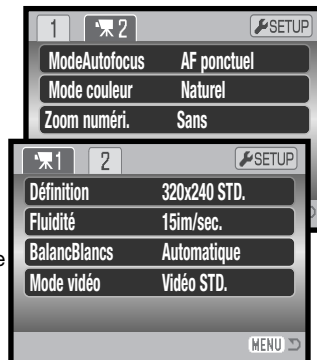 1 2 SETUP
ModeAutofocus AF ponctuel
Mode couleur Naturel
Zoom numéri. Sans
1 2 SETUP
Définition 320x240 STD.
Fluidité 15im/sec.
BalancBlancs Automatique
Mode vidéo Vidéo STD.
MENU